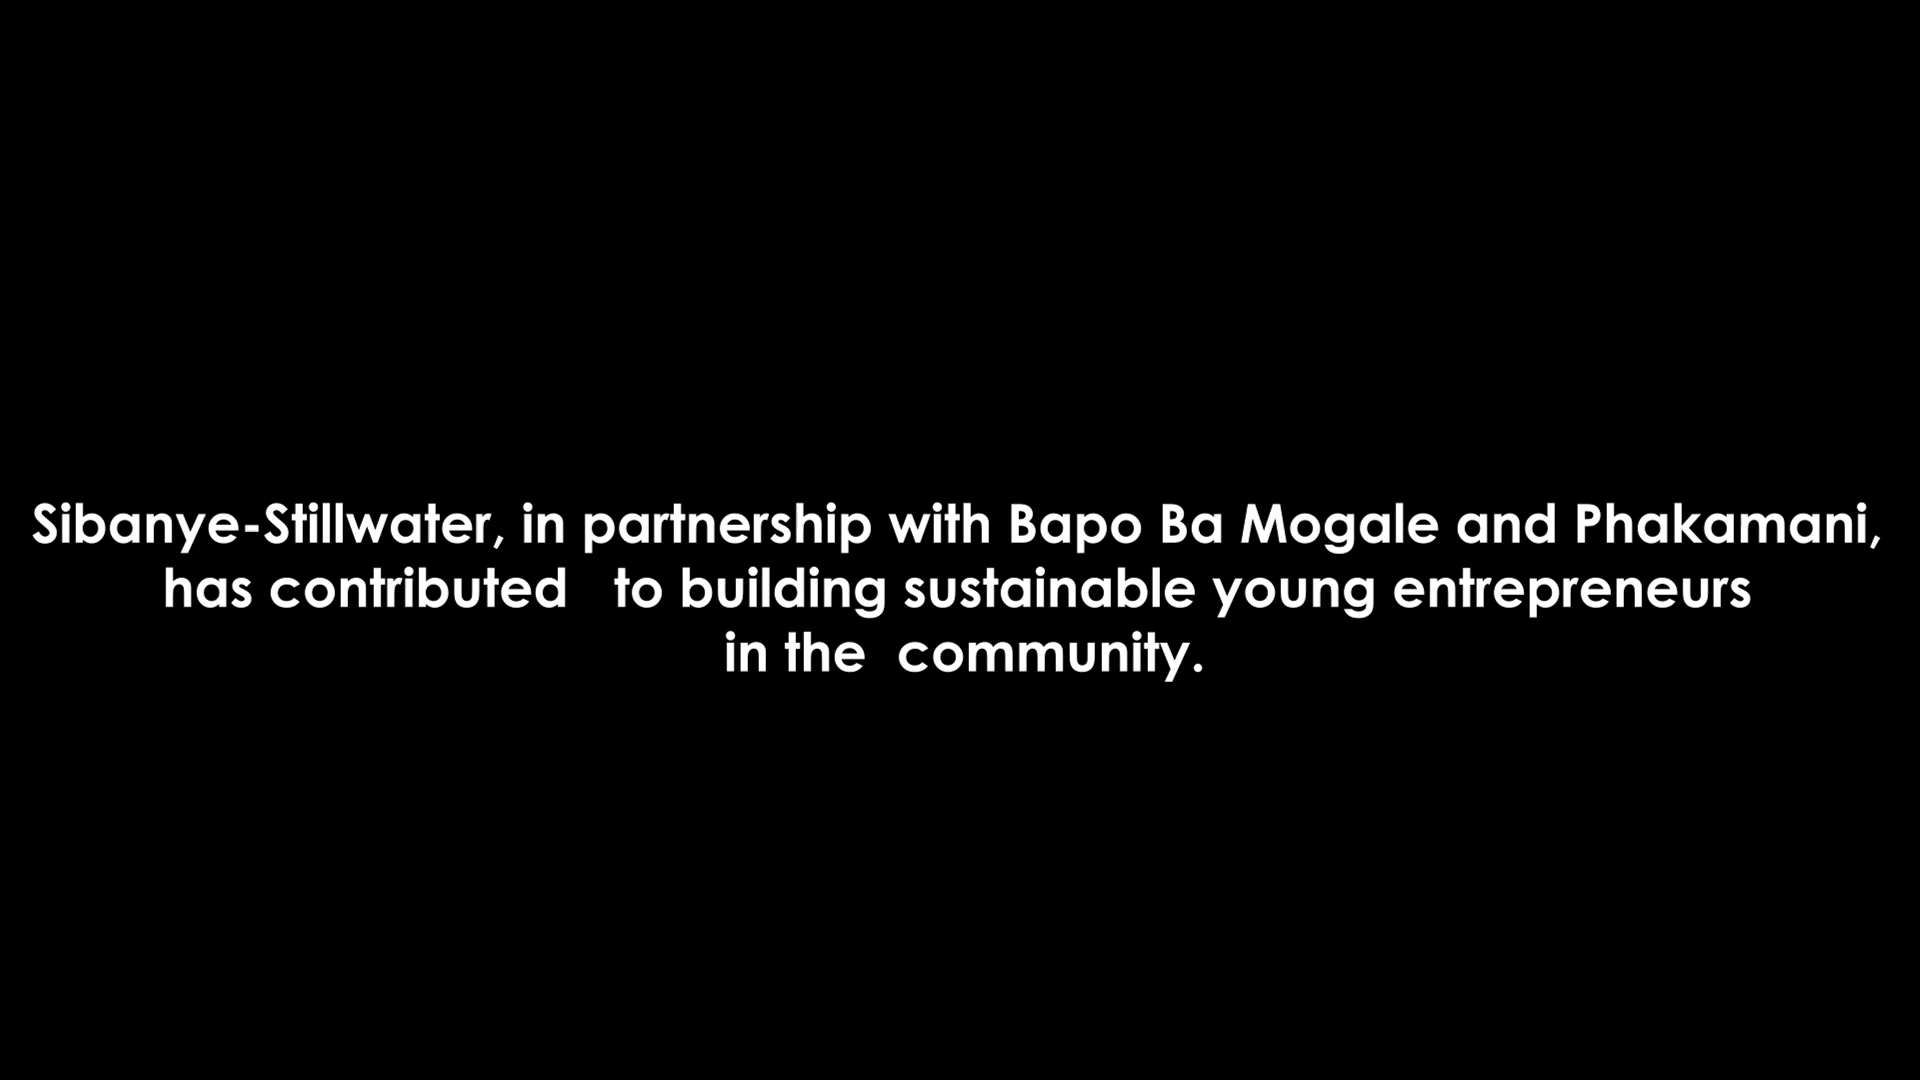 Sibanye-Stillwater, in partnership with Bapo Ba Mogale and Phakamani,
has contributed   to building sustainable young entrepreneurs
in the  community.